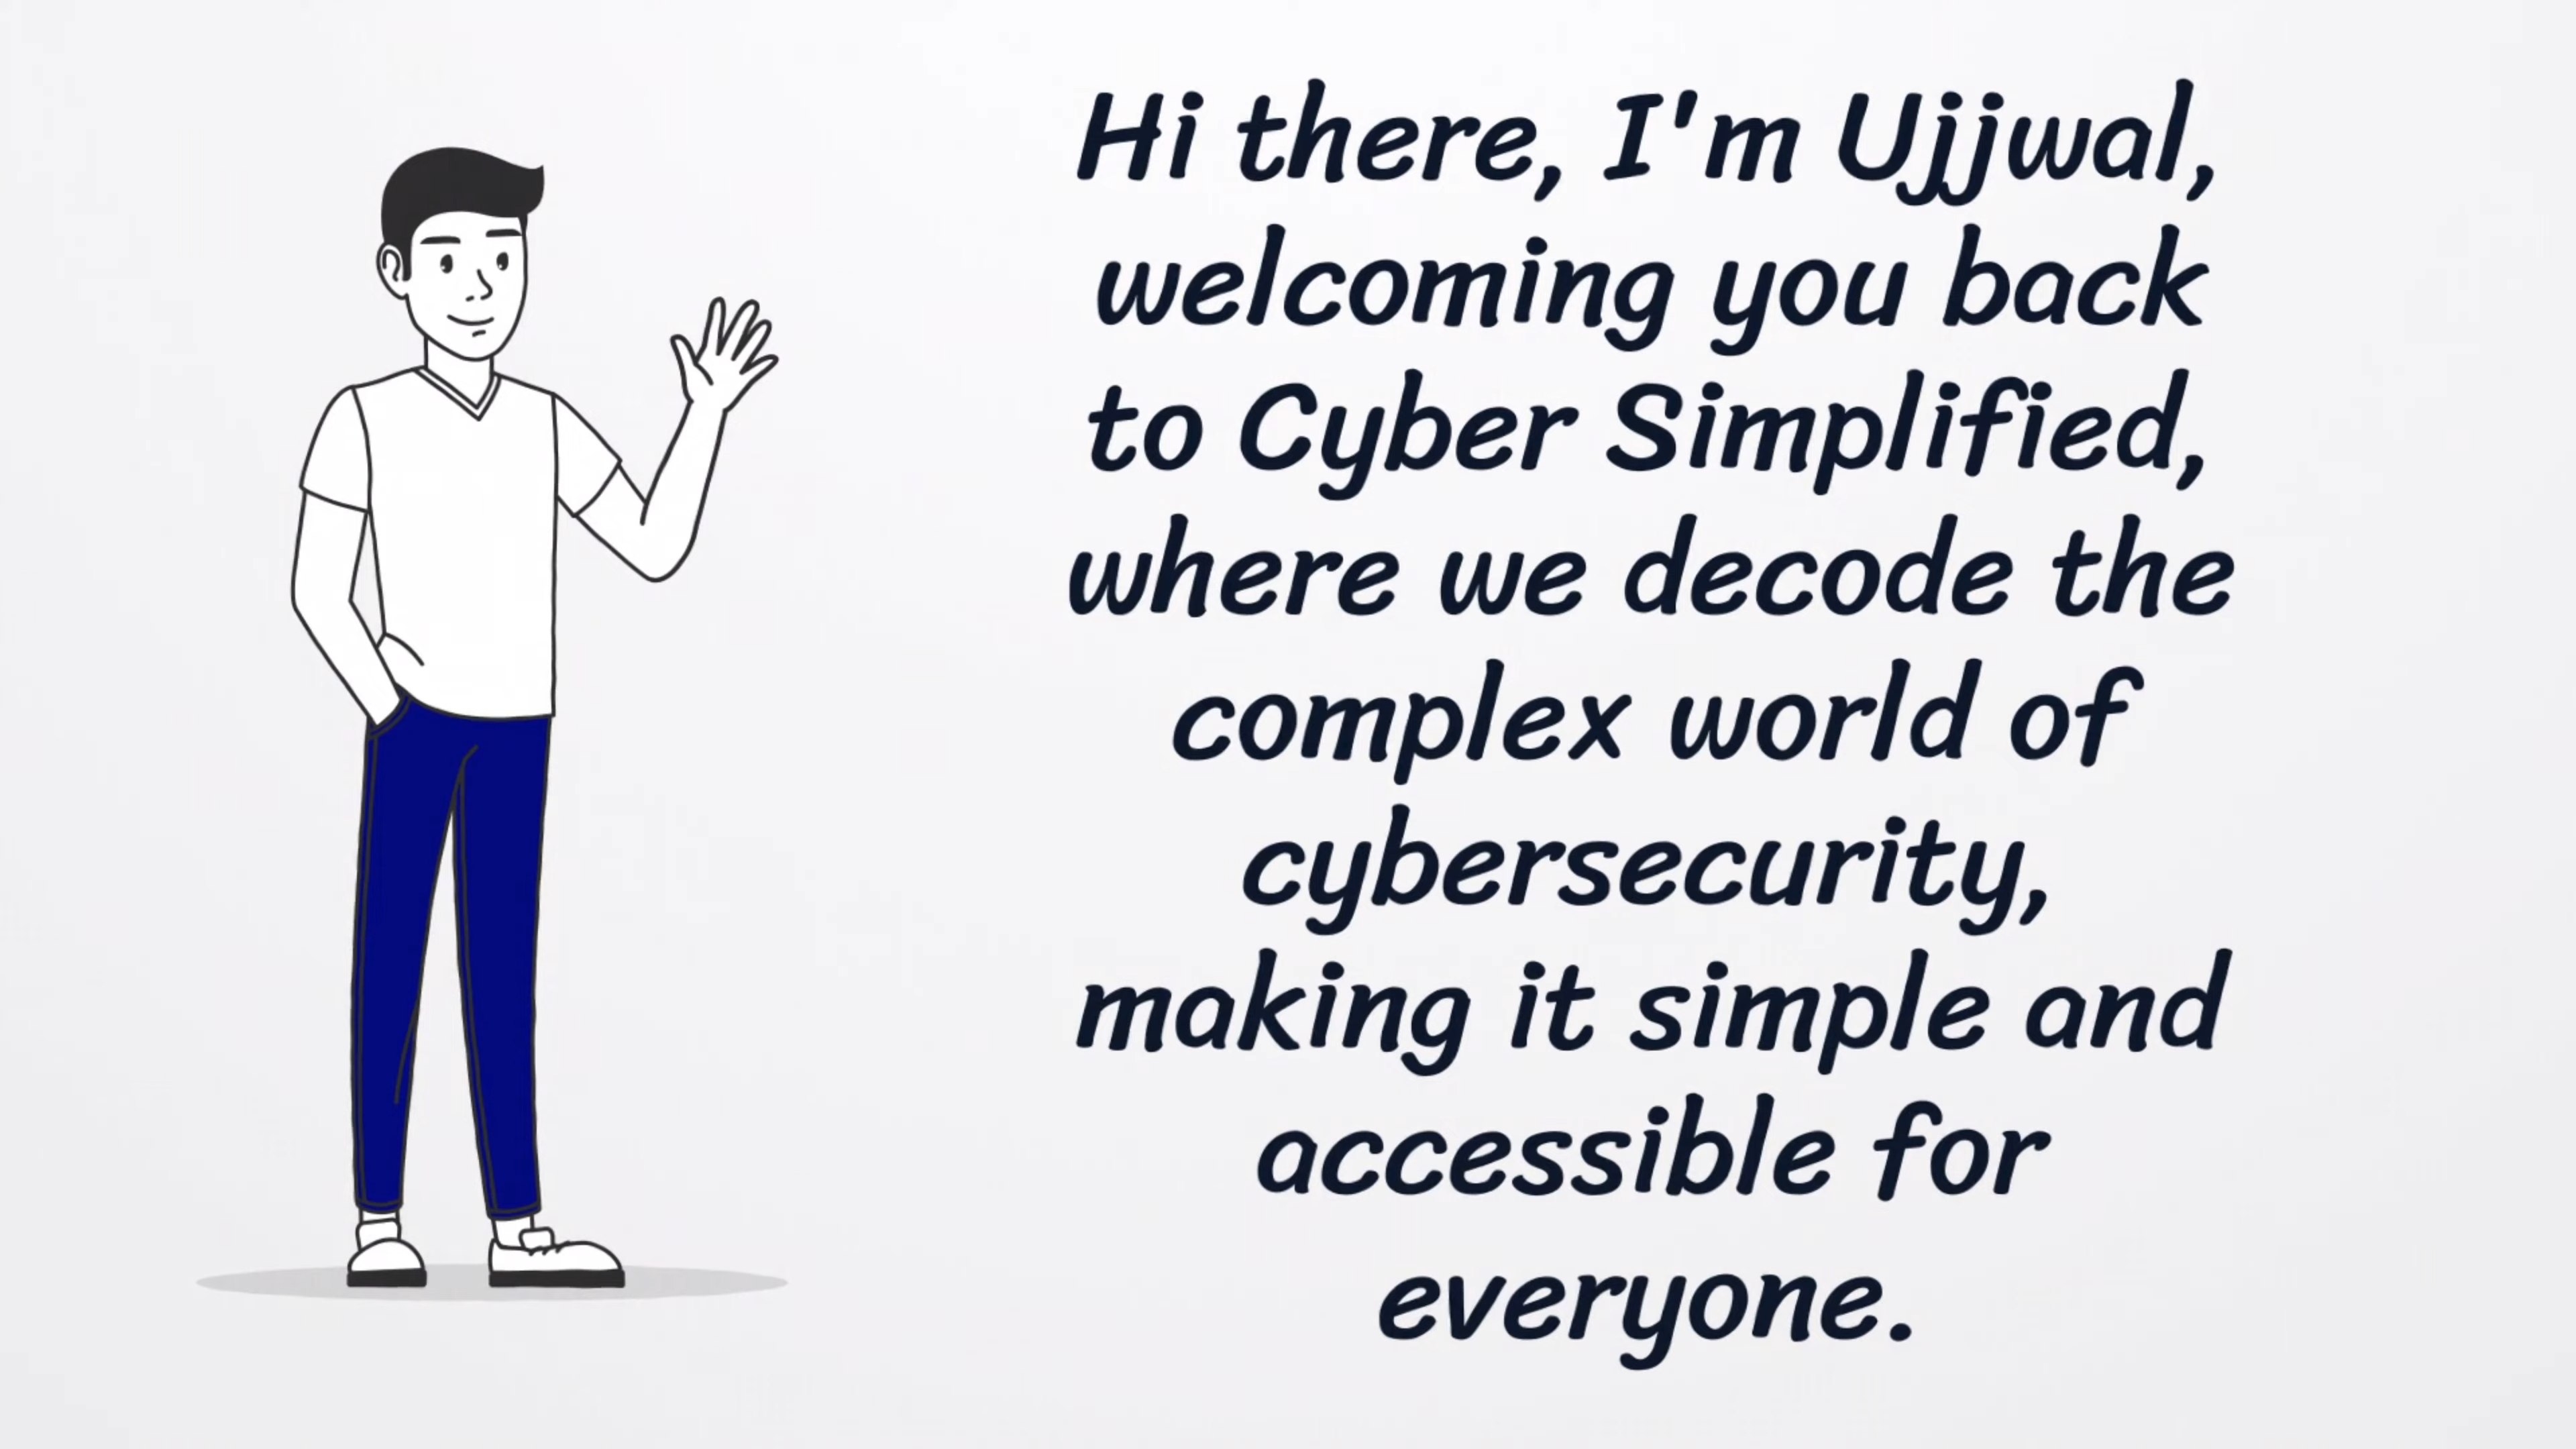 Hi there, I'm Ujjwal,
welcoming you back
to Cyber Simplified,
where we decode the
complex world of
cybersecurity,
making it simple and
accessible for
everyone.